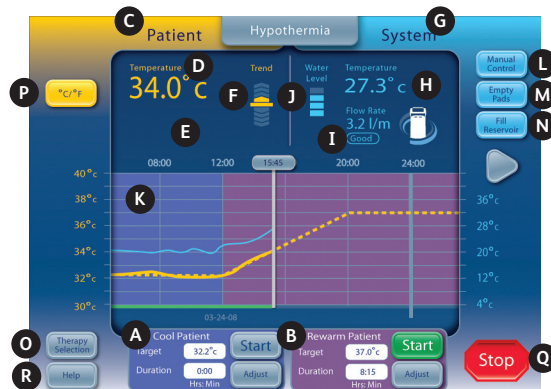 C
G
Patient
Hypothermia
System
D
Temperature
34.0°c
Trend
F
E
Water
Level
J
Temperature
27.3°c
H
Flow Rate
3.2 l/m
Good
I
Manual
Control
L
Empty
Pads
M
Fill
Reservoir
N
P
°C/°F
08:00 12:00 15:45 20:00 24:00
K
40°c
38°c
36°c
34°c
32°c
30°c
36°c
28°c
20°c
12°c
4°c
03-24-08
A
Cool Patient
Target 32.2°c Start
Duration 0:00 Adjust
Hrs: Min
B
Rewarm Patient
Target 37.0°c Start
Duration 8:15 Adjust
Hrs: Min
O
Therapy
Selection
R
Help
Stop
Q